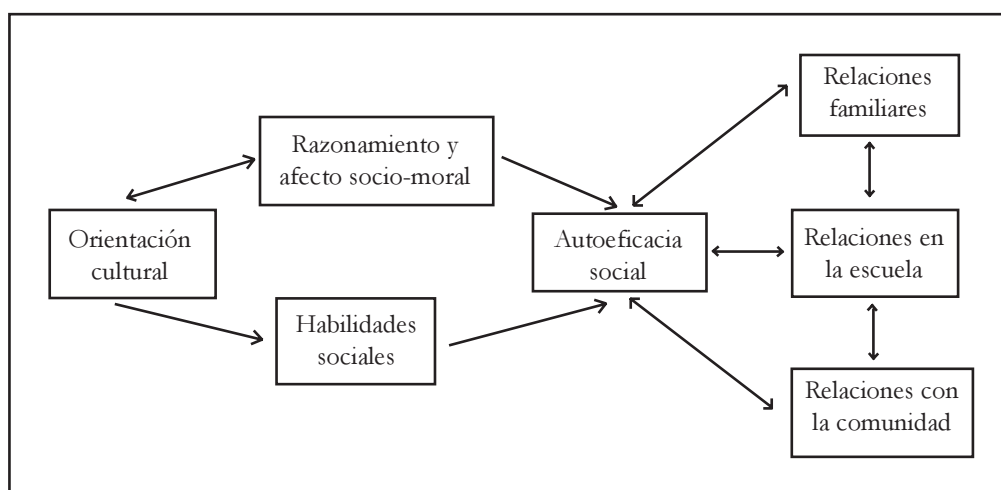 Relaciones
familiares
Razonamiento y
afecto socio-moral
Orientación
cultural
Autoeficacia
social
Relaciones en
la escuela
Habilidades
sociales
Relaciones con
la comunidad